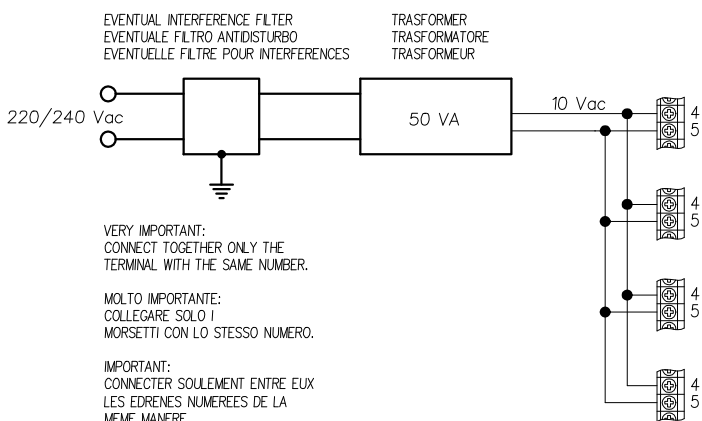 EVENTUAL INTERFERENCE FILTER
EVENTUALE FILTRO ANTIDISTURBO
EVENTUELLE FILTRE POUR INTERFERENCES
TRASFORMER
TRASFORMATORE
TRASFORMEUR
220/240 Vac
50 VA
10 Vac
4
5
4
5
4
5
4
5
VERY IMPORTANT:
CONNECT TOGETHER ONLY THE
TERMINAL WITH THE SAME NUMBER.
MOLTO IMPORTANTE:
COLLEGARE SOLO I
MORSETTI CON LO STESSO NUMERO.
IMPORTANT:
CONNECTER SOULEMENT ENTRE EUX
LES EDRENES NUMEREES DE LA
MEME MANERE